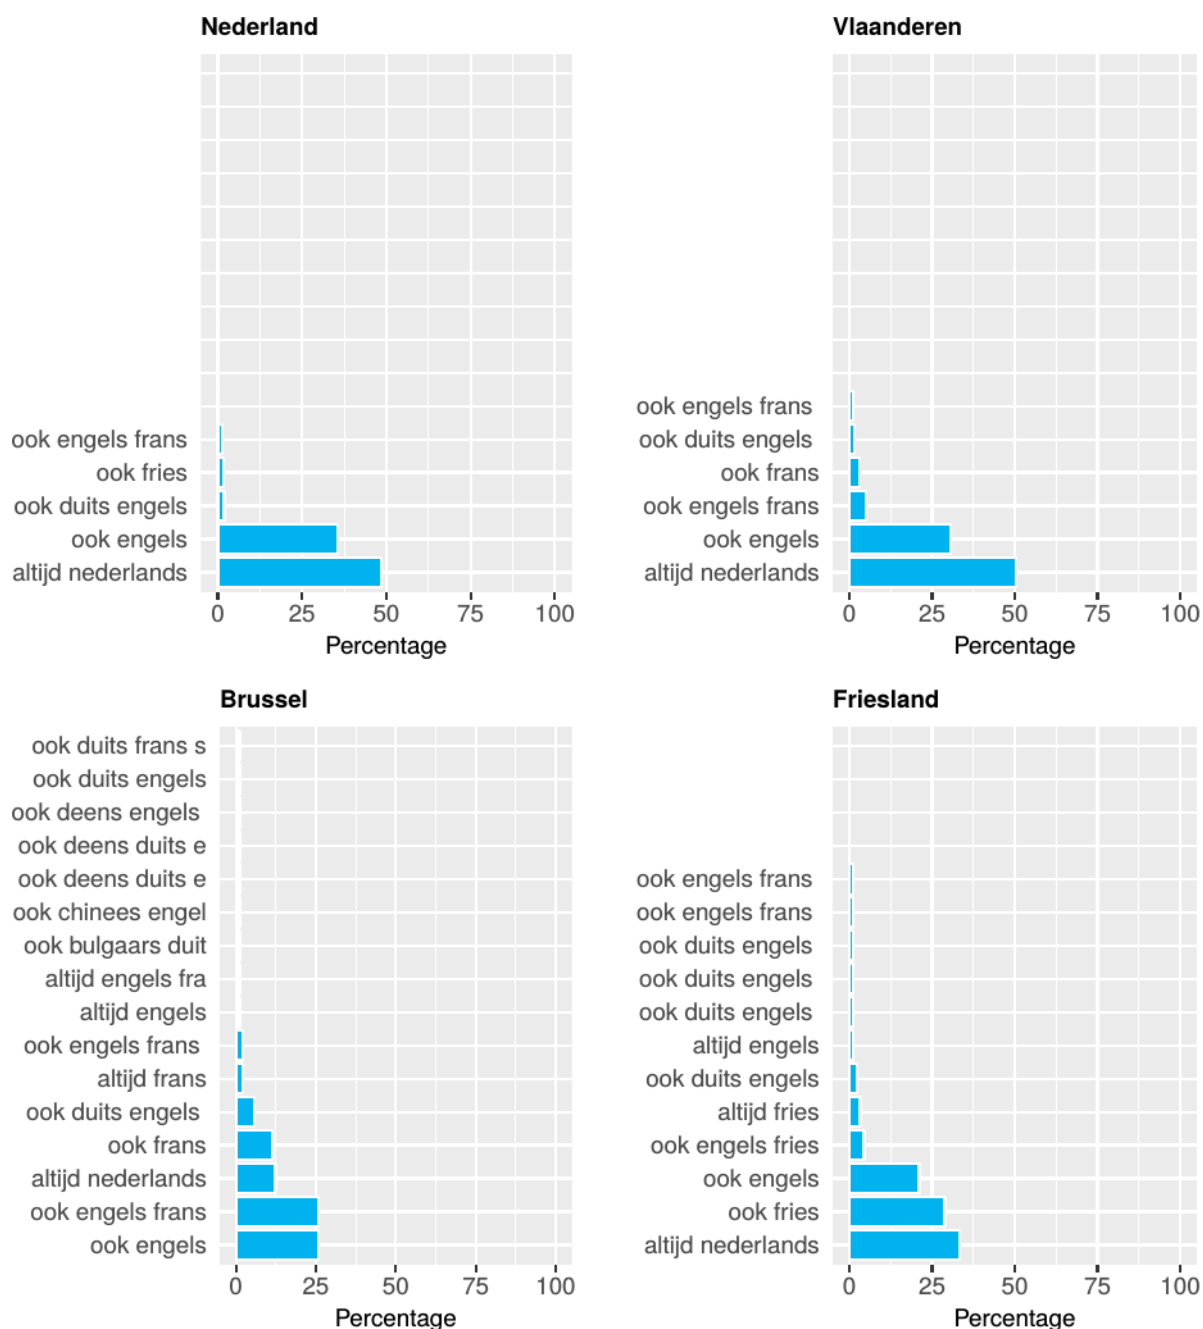 Nederland
ook engels frans
ook fries
ook duits engels
ook engels
altijd nederlands
0 25 50 75 100
Percentage
Vlaanderen
ook engels frans
ook duits engels
ook frans
ook engels frans
ook engels
altijd nederlands
0 25 50 75 100
Percentage
Brussel
ook duits frans s
ook duits engels
ook deens engels
ook deens duits e
ook deens duits e
ook chinees engel
ook bulgaars duit
altijd engels fra
altijd engels
ook engels frans
altijd frans
ook duits engels
ook frans
altijd nederlands
ook engels frans
ook engels
0 25 50 75 100
Percentage
Friesland
ook engels frans
ook engels frans
ook duits engels
ook duits engels
ook duits engels
altijd engels
ook duits engels
altijd fries
ook engels fries
ook engels
ook fries
altijd nederlands
0 25 50 75 100
Percentage